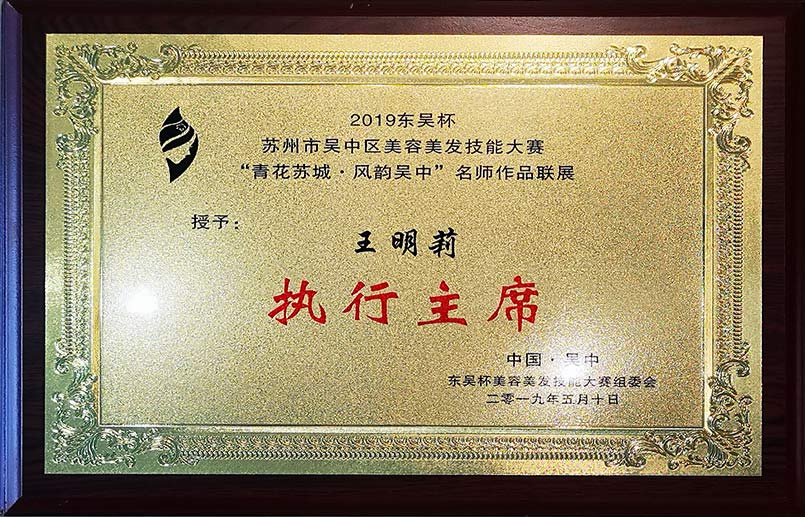 2019东吴杯
苏州市吴中区美容美发技能大赛
“青花苏城·风韵吴中”名师作品联展
授予：
王明莉
执行主席
中国·吴中
东吴杯美容美发技能大赛组委会
二零一九年五月十日